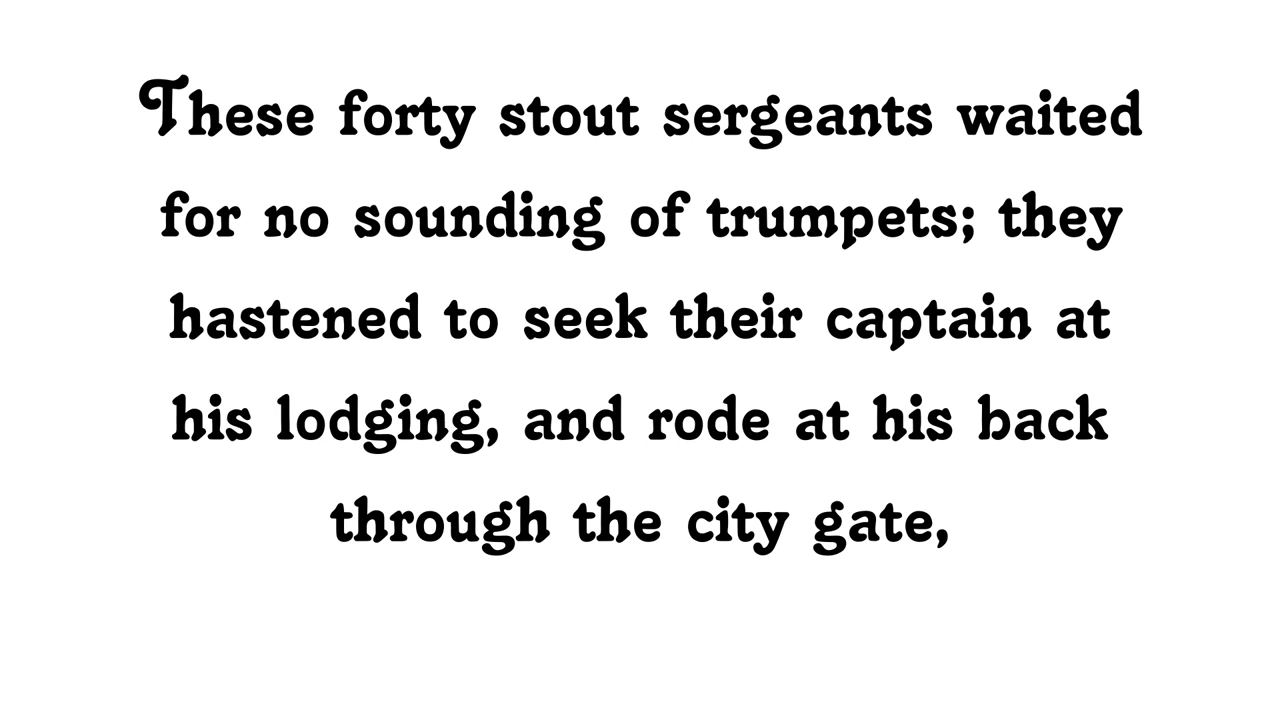 These forty stout sergeants waited
for no sounding of trumpets; they
hastened to seek their captain at
his lodging, and rode at his back
through the city gate,